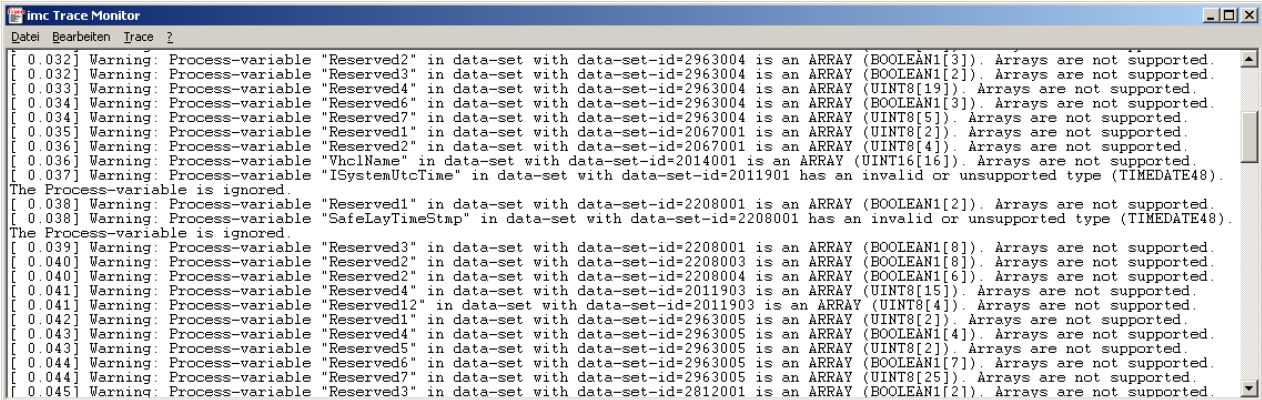 imc Trace Monitor
Datei Bearbeiten Trace ?
[ 0.032] Warning: Process-variable "Reserved2" in data-set with data-set-id=2963004 is an ARRAY (BOOLEAN1[3]). Arrays are not supported.
[ 0.032] Warning: Process-variable "Reserved3" in data-set with data-set-id=2963004 is an ARRAY (BOOLEAN1[2]). Arrays are not supported.
[ 0.033] Warning: Process-variable "Reserved4" in data-set with data-set-id=2963004 is an ARRAY (UINT8[19]). Arrays are not supported.
[ 0.034] Warning: Process-variable "Reserved6" in data-set with data-set-id=2963004 is an ARRAY (BOOLEAN1[3]). Arrays are not supported.
[ 0.034] Warning: Process-variable "Reserved7" in data-set with data-set-id=2963004 is an ARRAY (UINT8[5]). Arrays are not supported.
[ 0.035] Warning: Process-variable "Reserved1" in data-set with data-set-id=2067001 is an ARRAY (UINT8[2]). Arrays are not supported.
[ 0.036] Warning: Process-variable "Reserved2" in data-set with data-set-id=2067001 is an ARRAY (UINT8[4]). Arrays are not supported.
[ 0.036] Warning: Process-variable "VhclName" in data-set with data-set-id=2014001 is an ARRAY (UINT16[16]). Arrays are not supported.
[ 0.037] Warning: Process-variable "ISystemUtcTime" in data-set with data-set-id=2011901 has an invalid or unsupported type (TIMEDATE48).
The Process-variable is ignored.
[ 0.038] Warning: Process-variable "Reserved1" in data-set with data-set-id=2208001 is an ARRAY (BOOLEAN1[2]). Arrays are not supported.
[ 0.038] Warning: Process-variable "SafeLayTimeStmp" in data-set with data-set-id=2208001 has an invalid or unsupported type (TIMEDATE48).
The Process-variable is ignored.
[ 0.039] Warning: Process-variable "Reserved3" in data-set with data-set-id=2208001 is an ARRAY (BOOLEAN1[8]). Arrays are not supported.
[ 0.040] Warning: Process-variable "Reserved2" in data-set with data-set-id=2208003 is an ARRAY (BOOLEAN1[8]). Arrays are not supported.
[ 0.040] Warning: Process-variable "Reserved2" in data-set with data-set-id=2208004 is an ARRAY (BOOLEAN1[6]). Arrays are not supported.
[ 0.041] Warning: Process-variable "Reserved4" in data-set with data-set-id=2011903 is an ARRAY (UINT8[15]). Arrays are not supported.
[ 0.041] Warning: Process-variable "Reserved12" in data-set with data-set-id=2011903 is an ARRAY (UINT8[4]). Arrays are not supported.
[ 0.042] Warning: Process-variable "Reserved1" in data-set with data-set-id=2963005 is an ARRAY (UINT8[2]). Arrays are not supported.
[ 0.043] Warning: Process-variable "Reserved4" in data-set with data-set-id=2963005 is an ARRAY (BOOLEAN1[4]). Arrays are not supported.
[ 0.043] Warning: Process-variable "Reserved5" in data-set with data-set-id=2963005 is an ARRAY (UINT8[2]). Arrays are not supported.
[ 0.044] Warning: Process-variable "Reserved6" in data-set with data-set-id=2963005 is an ARRAY (BOOLEAN1[7]). Arrays are not supported.
[ 0.044] Warning: Process-variable "Reserved7" in data-set with data-set-id=2963005 is an ARRAY (UINT8[25]). Arrays are not supported.
[ 0.045] Warning: Process-variable "Reserved3" in data-set with data-set-id=2812001 is an ARRAY (BOOLEAN1[2]). Arrays are not supported.